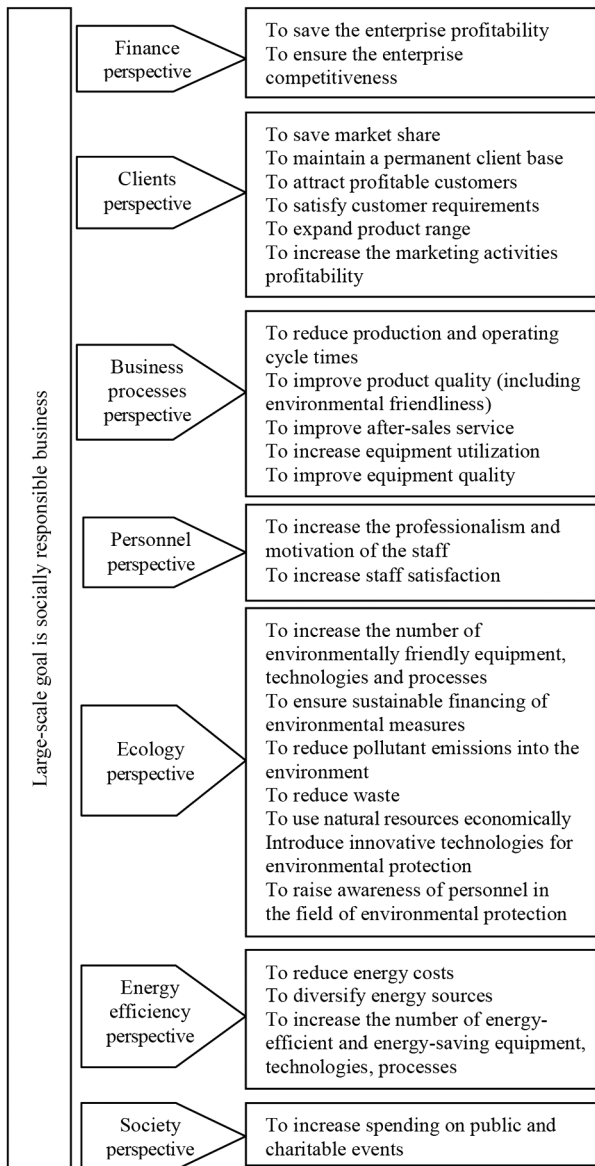 Large-scale goal is socially responsible business
Finance
perspective
To save the enterprise profitability
To ensure the enterprise
competitiveness
Clients
perspective
To save market share
To maintain a permanent client base
To attract profitable customers
To satisfy customer requirements
To expand product range
To increase the marketing activities
profitability
Business
processes
perspective
To reduce production and operating
cycle times
To improve product quality (including
environmental friendliness)
To improve after-sales service
To increase equipment utilization
To improve equipment quality
Personnel
perspective
To increase the professionalism and
motivation of the staff
To increase staff satisfaction
Ecology
perspective
To increase the number of
environmentally friendly equipment,
technologies and processes
To ensure sustainable financing of
environmental measures
To reduce pollutant emissions into the
environment
To reduce waste
To use natural resources economically
Introduce innovative technologies for
environmental protection
To raise awareness of personnel in
the field of environmental protection
Energy
efficiency
perspective
To reduce energy costs
To diversify energy sources
To increase the number of energy-
efficient and energy-saving equipment,
technologies, processes
Society
perspective
To increase spending on public and
charitable events